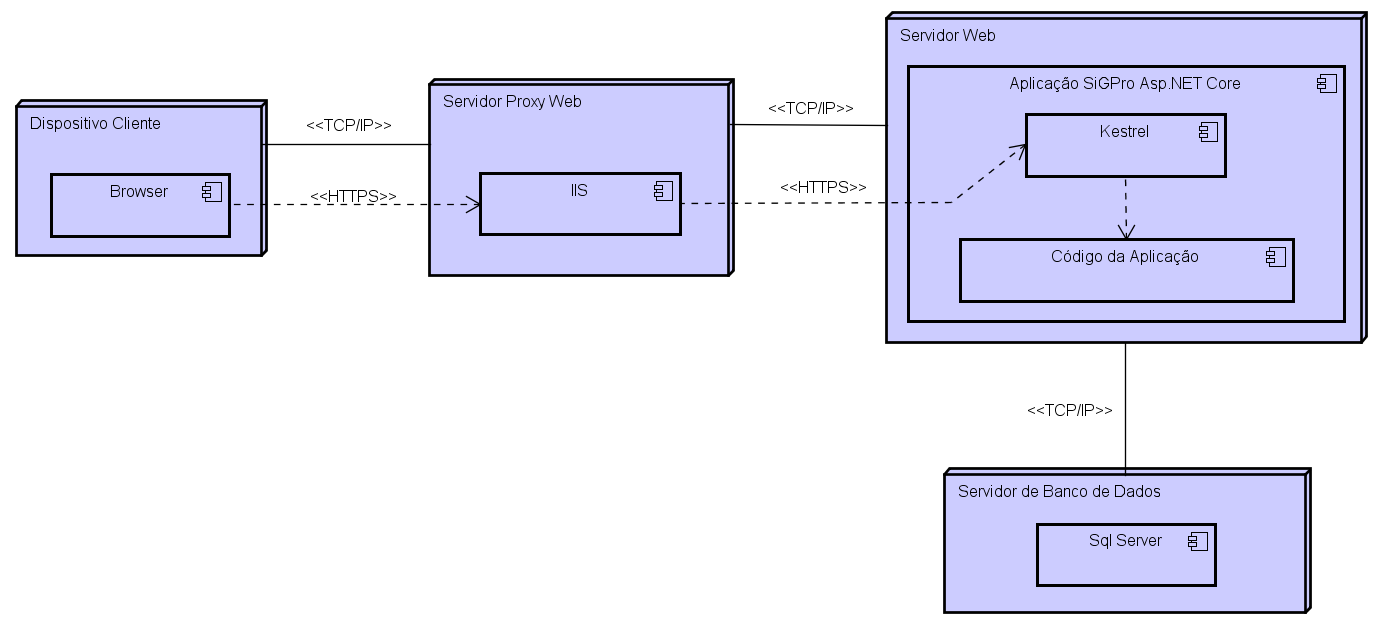 Dispositivo Cliente
Browser
<<TCP/IP>>
<<HTTPS>>
Servidor Proxy Web
IIS
<<TCP/IP>>
<<HTTPS>>
Servidor Web
Aplicação SiGPro Asp.NET Core
Kestrel
Código da Aplicação
<<TCP/IP>>
Servidor de Banco de Dados
Sql Server